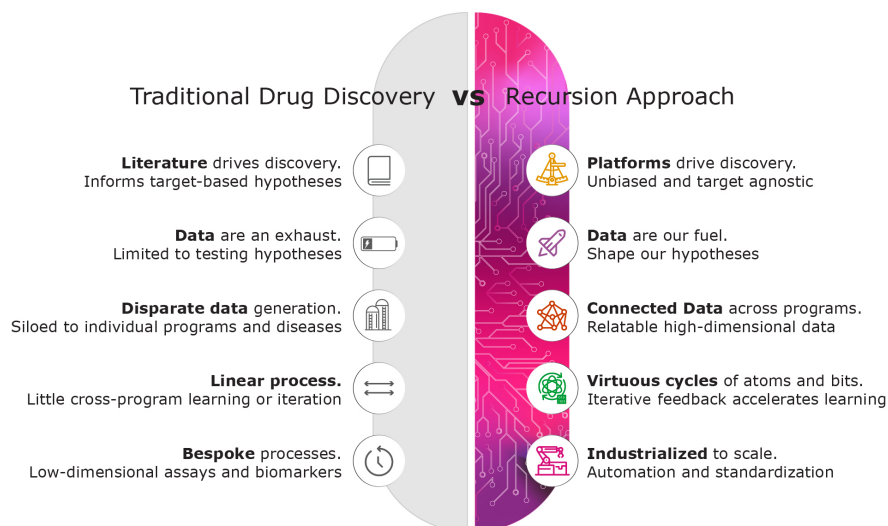 Traditional Drug Discovery vs Recursion Approach
Literature drives discovery.
Informs target-based hypotheses
Platforms drive discovery.
Unbiased and target agnostic
Data are an exhaust.
Limited to testing hypotheses
Data are our fuel.
Shape our hypotheses
Disparate data generation.
Siloed to individual programs and diseases
Connected Data across programs.
Relatable high-dimensional data
Linear process.
Little cross-program learning or iteration
Virtuous cycles of atoms and bits.
Iterative feedback accelerates learning
Bespoke processes.
Low-dimensional assays and biomarkers
Industrialized to scale.
Automation and standardization